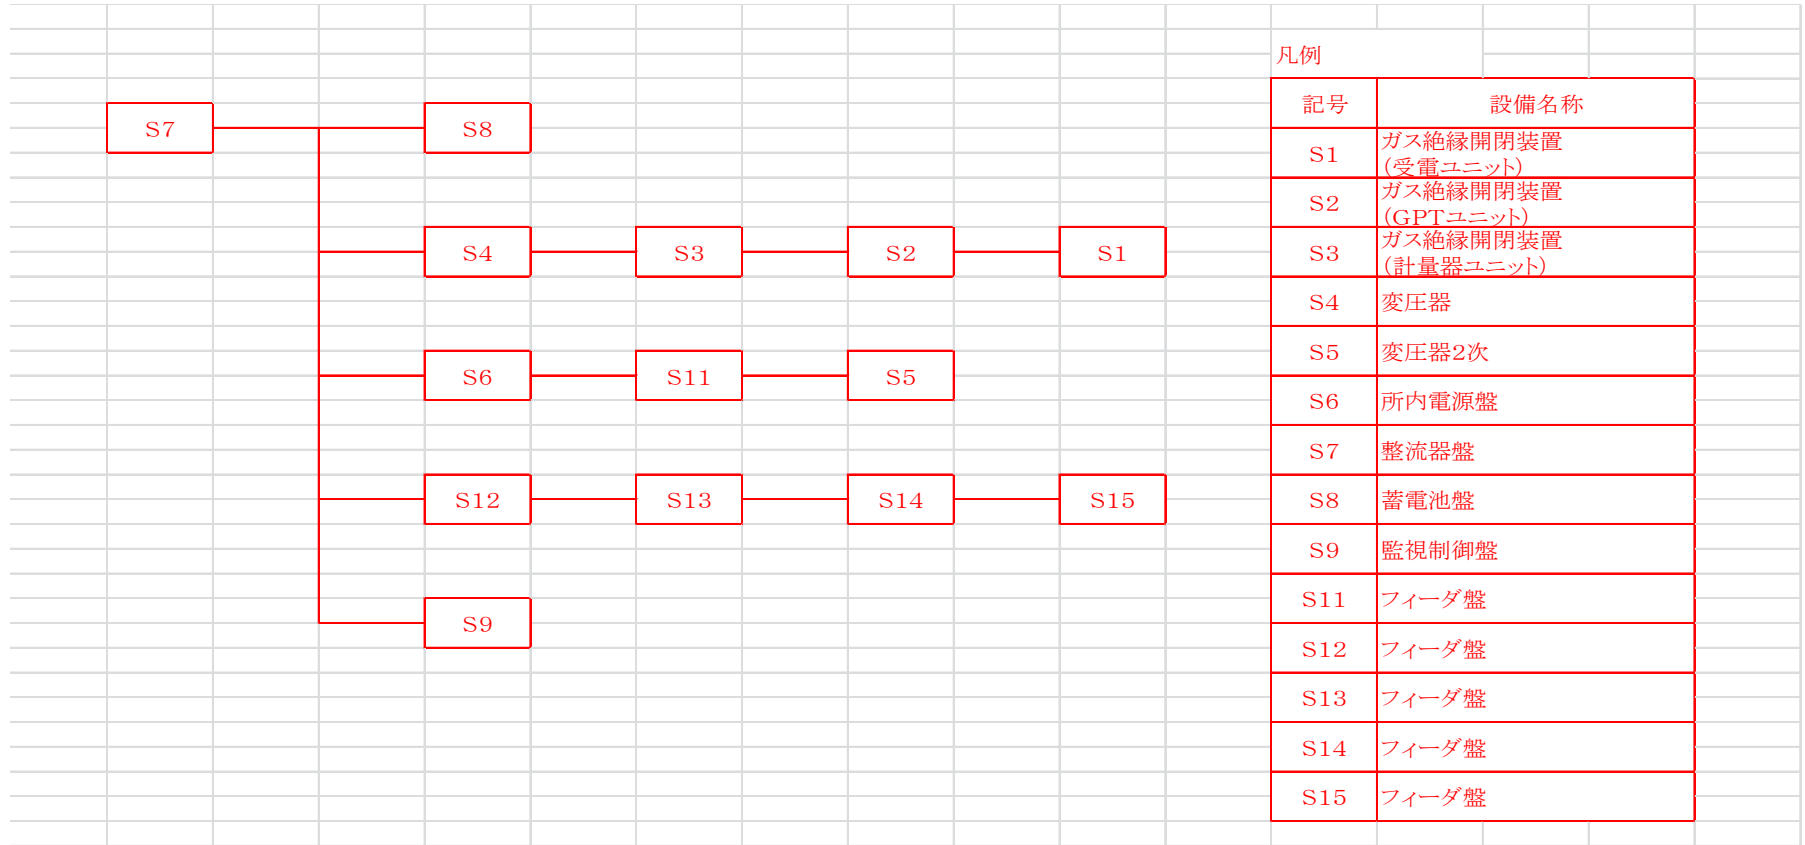 凡例
記号 設備名称
S7 S8
S1 ガス絶縁開閉装置
(受電ユニット)
S2 ガス絶縁開閉装置
(GPTユニット)
S4 S3 S2 S1
S3 ガス絶縁開閉装置
(計量器ユニット)
S4 変圧器
S5 変圧器2次
S6 S11 S5
S6 所内電源盤
S7 整流器盤
S12 S13 S14 S15
S8 蓄電池盤
S9 監視制御盤
S11 フィーダ盤
S9
S12 フィーダ盤
S13 フィーダ盤
S14 フィーダ盤
S15 フィーダ盤